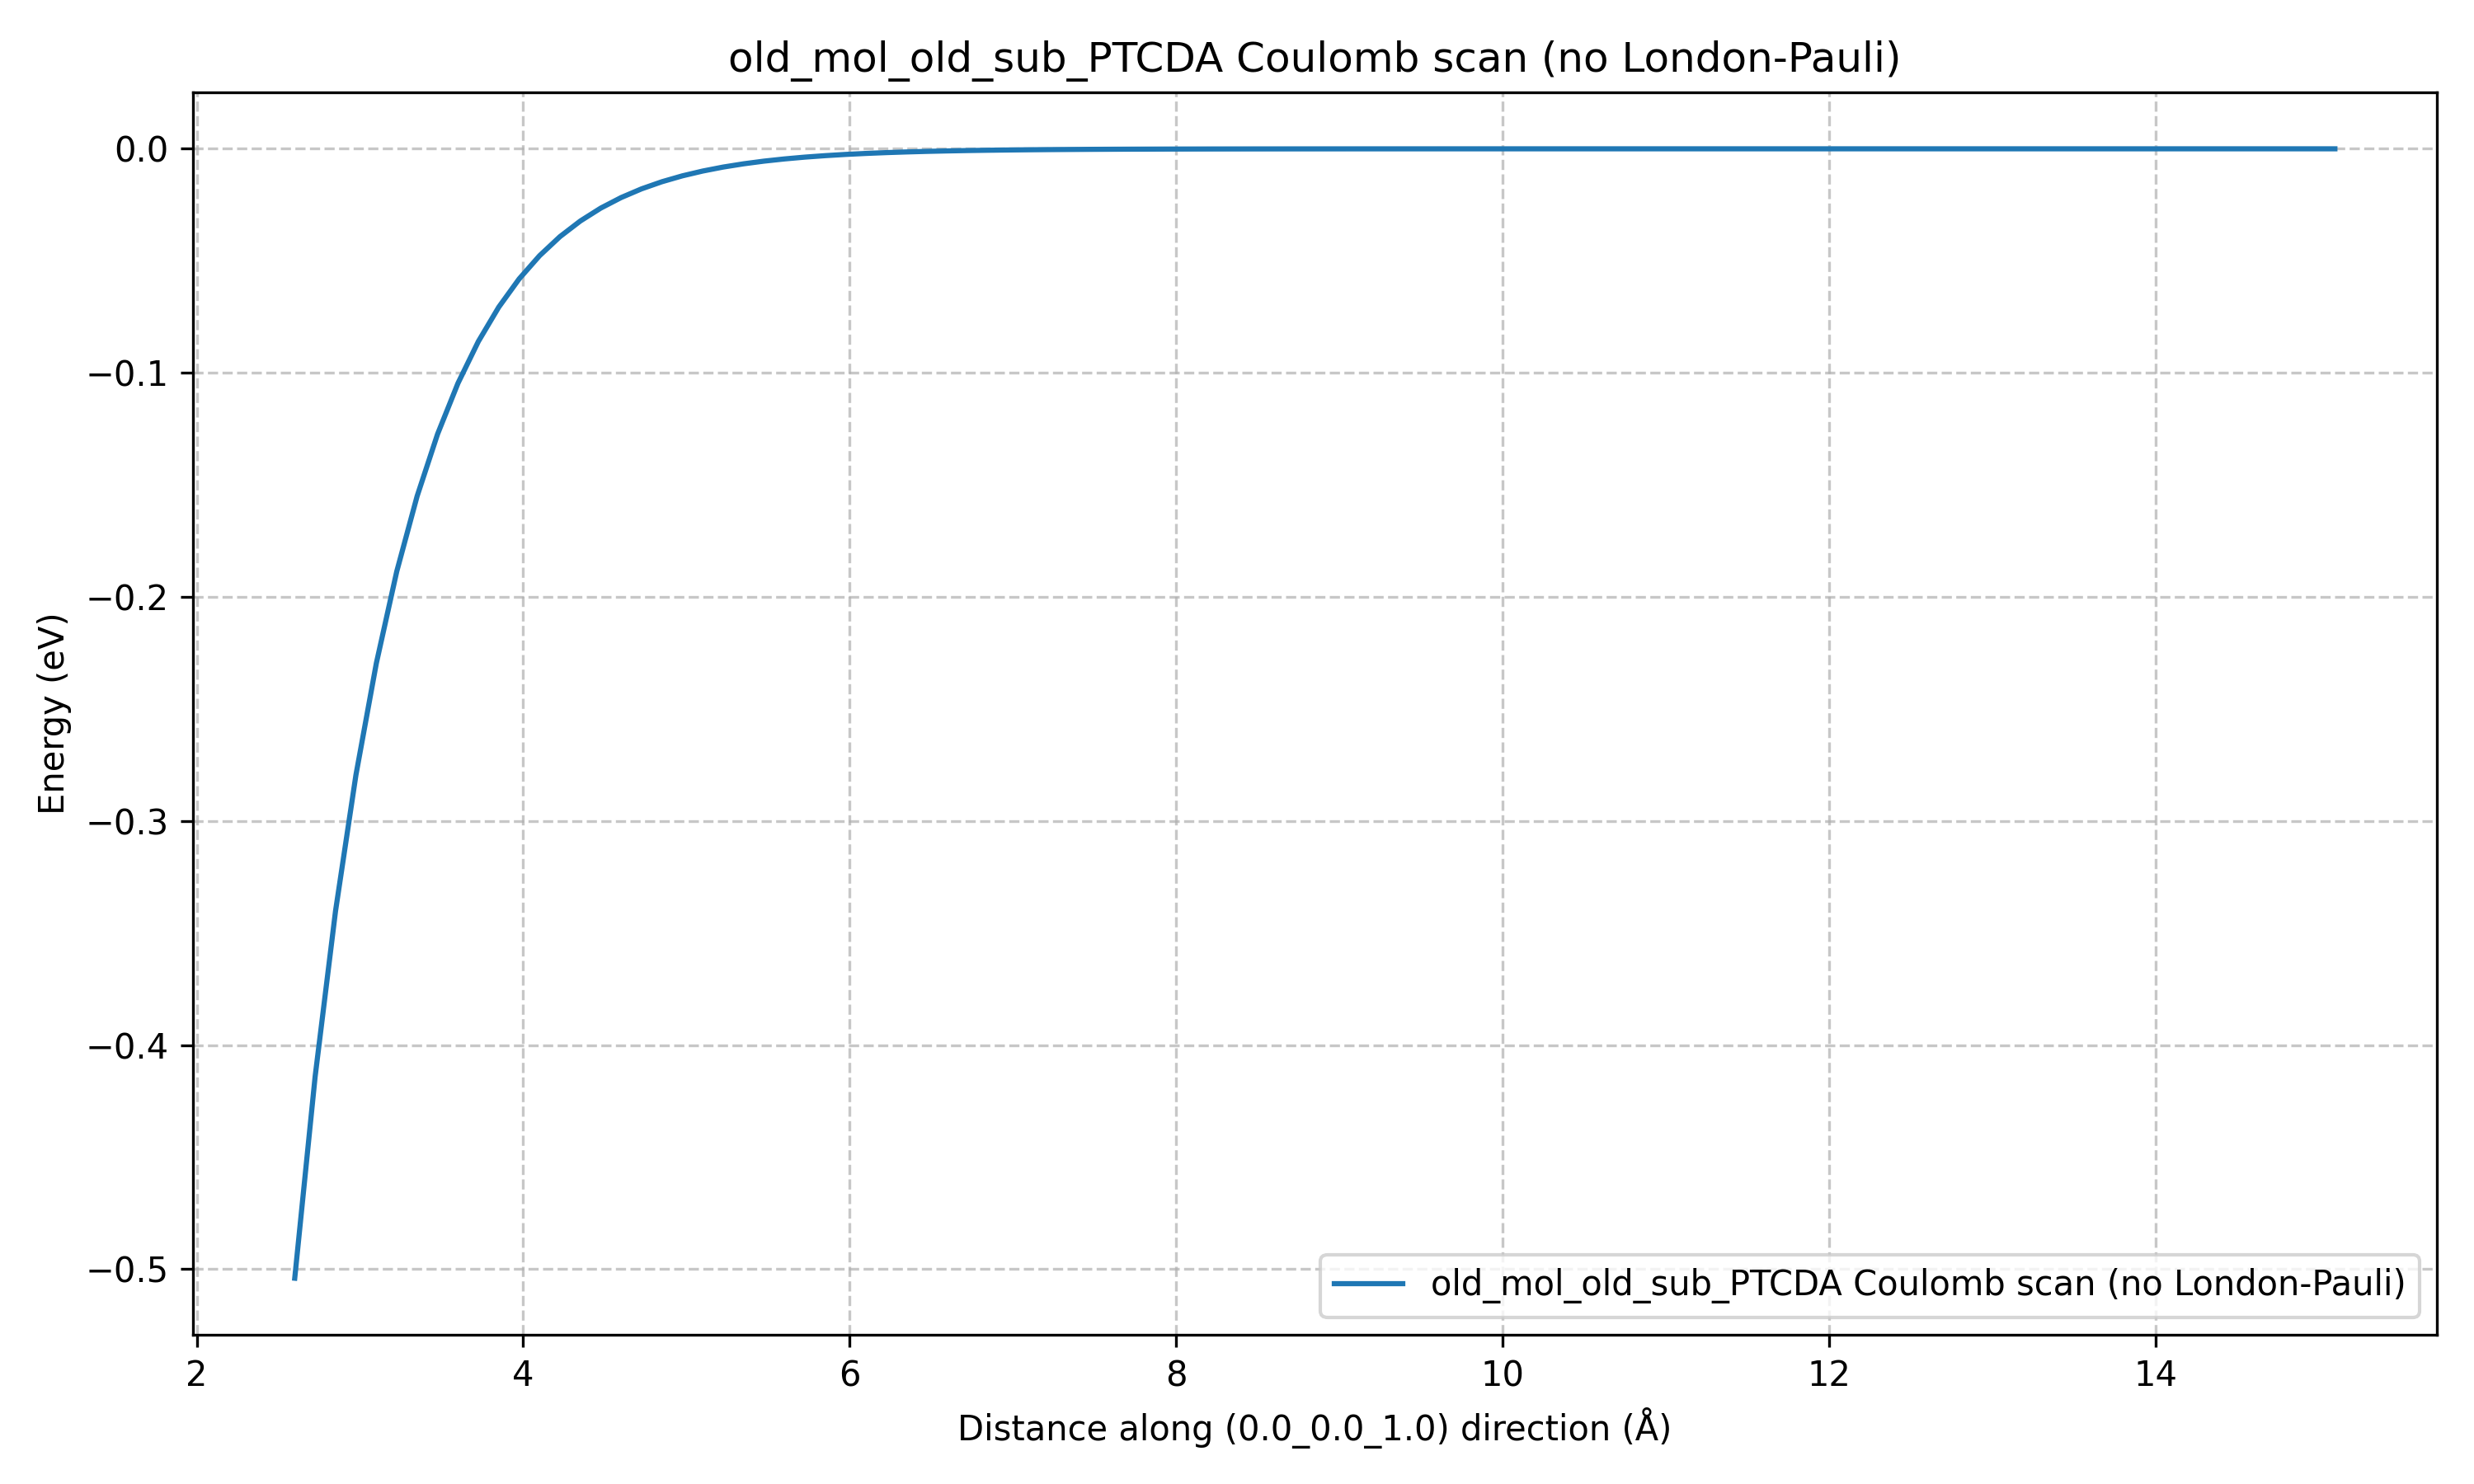 old_mol_old_sub_PTCDA Coulomb scan (no London-Pauli)
0.0
−0.1
−0.2
−0.3
−0.4
−0.5
Energy (eV)
old_mol_old_sub_PTCDA Coulomb scan (no London-Pauli)
2 4 6 8 10 12 14
Distance along (0.0_0.0_1.0) direction (Å)